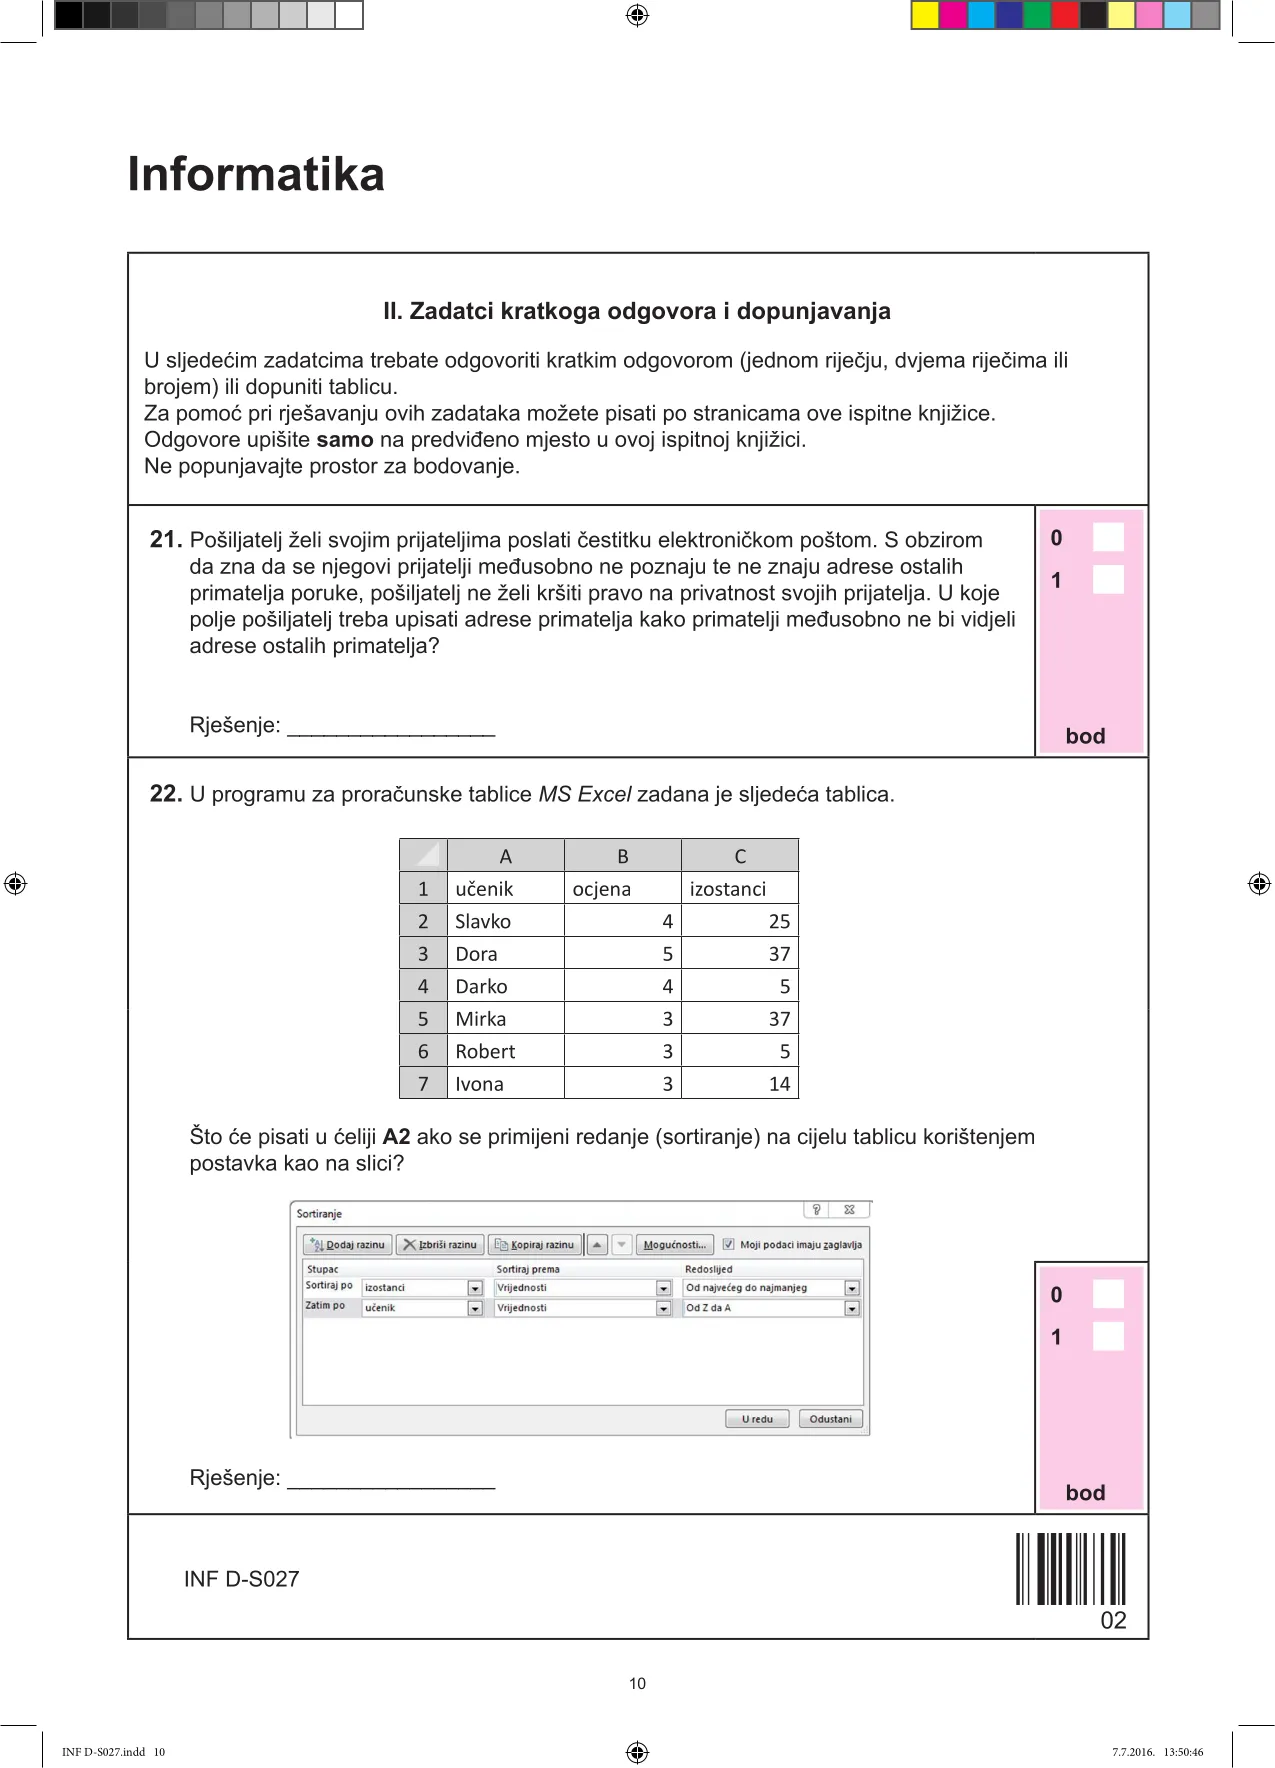 Informatika
II. Zadatci kratkoga odgovora i dopunjavanja
U sljedećim zadatcima trebate odgovoriti kratkim odgovorom (jednom riječju, dvjema riječima ili
brojem) ili dopuniti tablicu.
Za pomoć pri rješavanju ovih zadataka možete pisati po stranicama ove ispitne knjižice.
Odgovore upišite samo na predviđeno mjesto u ovoj ispitnoj knjižici.
Ne popunjavajte prostor za bodovanje.
21. Pošiljatelj želi svojim prijateljima poslati čestitku elektroničkom poštom. S obzirom
da zna da se njegovi prijatelji međusobno ne poznaju te ne znaju adrese ostalih
primatelja poruke, pošiljatelj ne želi kršiti pravo na privatnost svojih prijatelja. U koje
polje pošiljatelj treba upisati adrese primatelja kako primatelji međusobno ne bi vidjeli
adrese ostalih primatelja?
Rješenje: _________________
0
1
bod
22. U programu za proračunske tablice MS Excel zadana je sljedeća tablica.
A B C
1 učenik ocjena izostanci
2 Slavko 4 25
3 Dora 5 37
4 Darko 4 5
5 Mirka 3 37
6 Robert 3 5
7 Ivona 3 14
Što će pisati u ćeliji A2 ako se primijeni redanje (sortiranje) na cijelu tablicu korištenjem
postavka kao na slici?
Sortiranje
Dodaj razinu Izbriši razinu Kopiraj razinu Mogućnosti... Moji podaci imaju zaglavlja
Stupac Sortiraj prema Redoslijed
Sortiraj po izostanci Vrijednosti Od najvećeg do najmanjeg
Zatim po učenik Vrijednosti Od Z da A
U redu Odustani
Rješenje: _________________
0
1
bod
INF D-S027
02
10
INF D-S027.indd 10
7.7.2016. 13:50:46